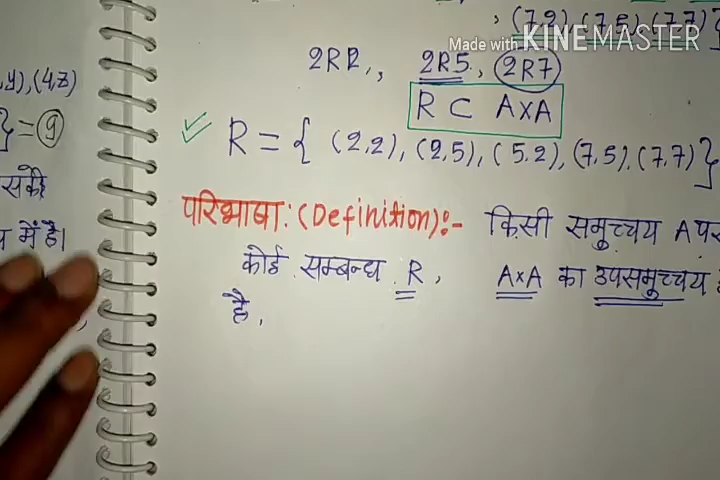 , (7,2), (7,5), (7,7)}
Made with KINEMASTER
2R2, , 2R5, 2R7
R ⊂ A×A
R = { (2,2), (2,5), (5,2), (7,5), (7,7) }
परिभाषा: (Definition):- किसी समुच्चय A पर
कोई सम्बन्ध R, A×A का उपसमुच्चय
है,
,y), (4,z)
} = 9
में है।